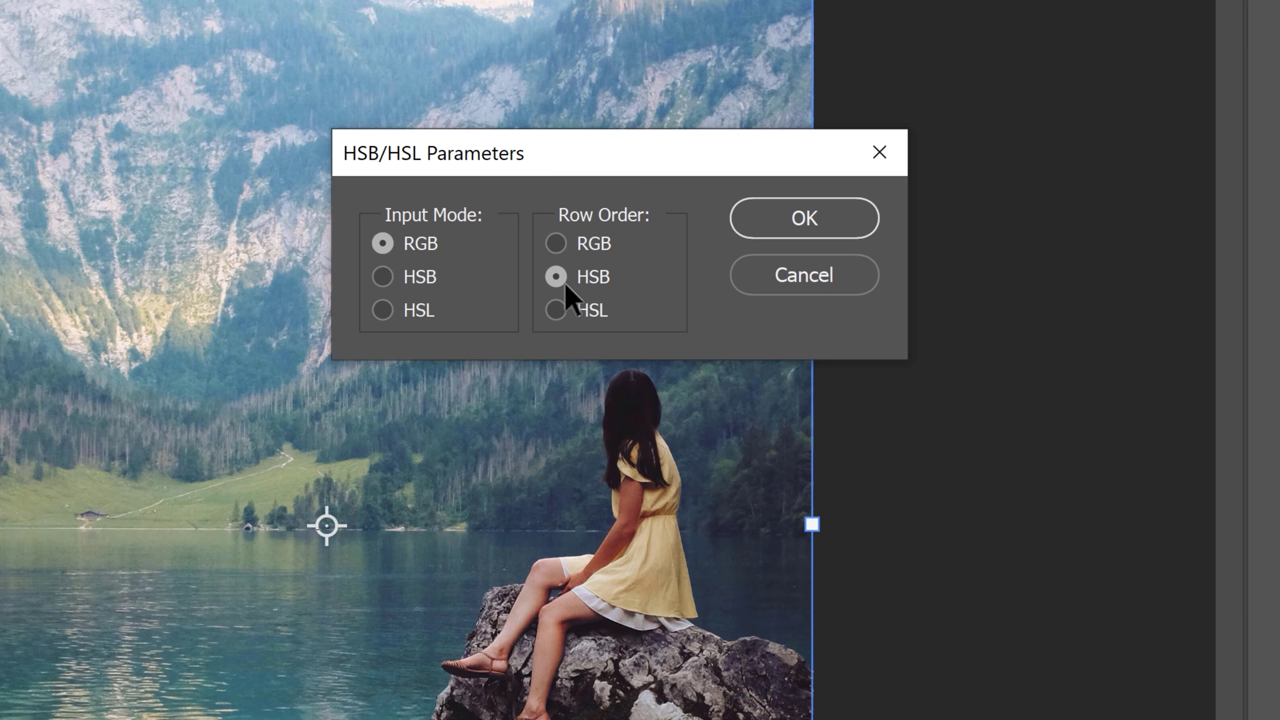 HSB/HSL Parameters
Input Mode:
RGB
HSB
HSL
Row Order:
RGB
HSB
HSL
OK
Cancel